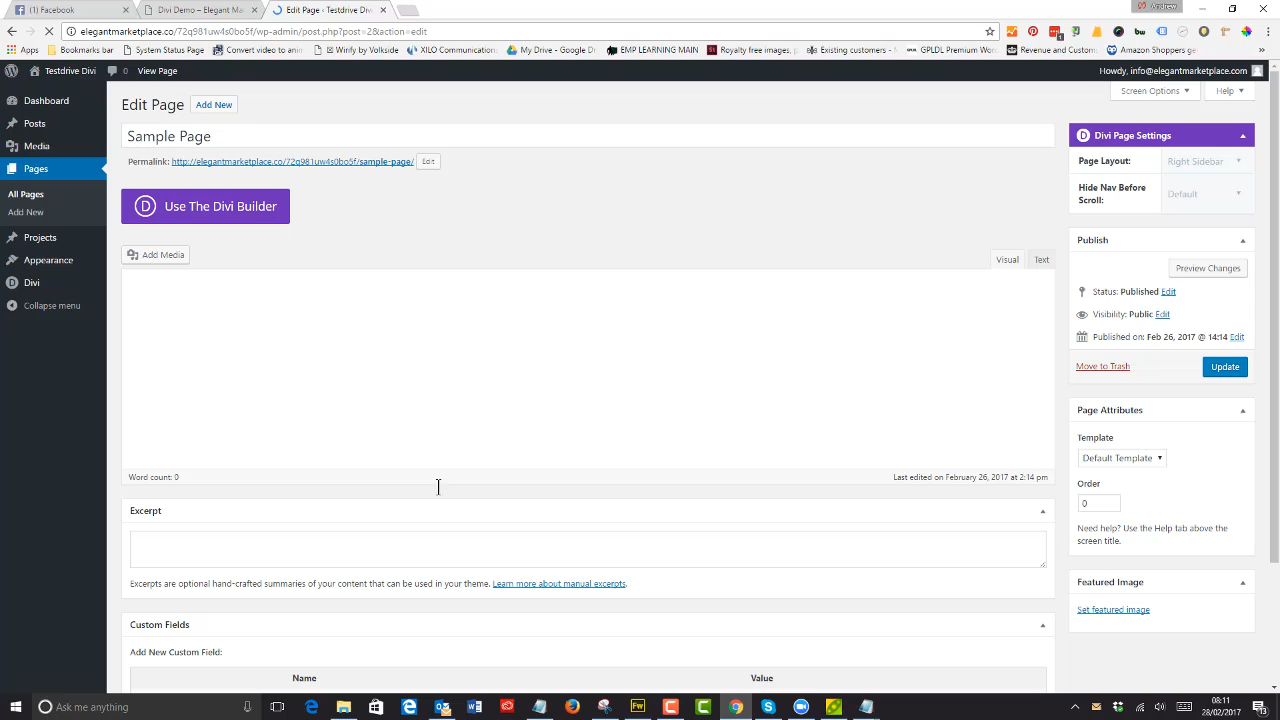 (1) Facebook
Divi Demo – Elegant Mar
Edit Page ‹ Testdrive Div
Andrew
elegantmarketplace.co/72q981uw4s0bo5f/wp-admin/post.php?post=2&action=edit
Apps
Bookmarks bar
System Status Page
Convert video to anim
Winfly Worlkside
XILO Communication
My Drive - Google Dr
EMP LEARNING MAIN
Royalty free images,
Existing customers -
GPLDL Premium Wor
Revenue and Custom
Amazon Shoppers ge
Testdrive Divi
0
View Page
Howdy, info@elegantmarketplace.com
Dashboard
Posts
Media
Pages
All Pages
Add New
Projects
Appearance
Divi
Collapse menu
Edit Page
Add New
Screen Options
Help
Sample Page
Permalink: http://elegantmarketplace.co/72q981uw4s0bo5f/sample-page/ Edit
D Use The Divi Builder
Add Media
Visual
Text
Word count: 0
Last edited on February 26, 2017 at 2:14 pm
Excerpt
Excerpts are optional hand-crafted summaries of your content that can be used in your theme. Learn more about manual excerpts.
Custom Fields
Add New Custom Field:
Name
Value
D Divi Page Settings
Page Layout:
Right Sidebar
Hide Nav Before
Scroll:
Default
Publish
Preview Changes
Status: Published Edit
Visibility: Public Edit
Published on: Feb 26, 2017 @ 14:14 Edit
Move to Trash
Update
Page Attributes
Template
Default Template
Order
0
Need help? Use the Help tab above the
screen title.
Featured Image
Set featured image
Ask me anything
08:11
28/02/2017